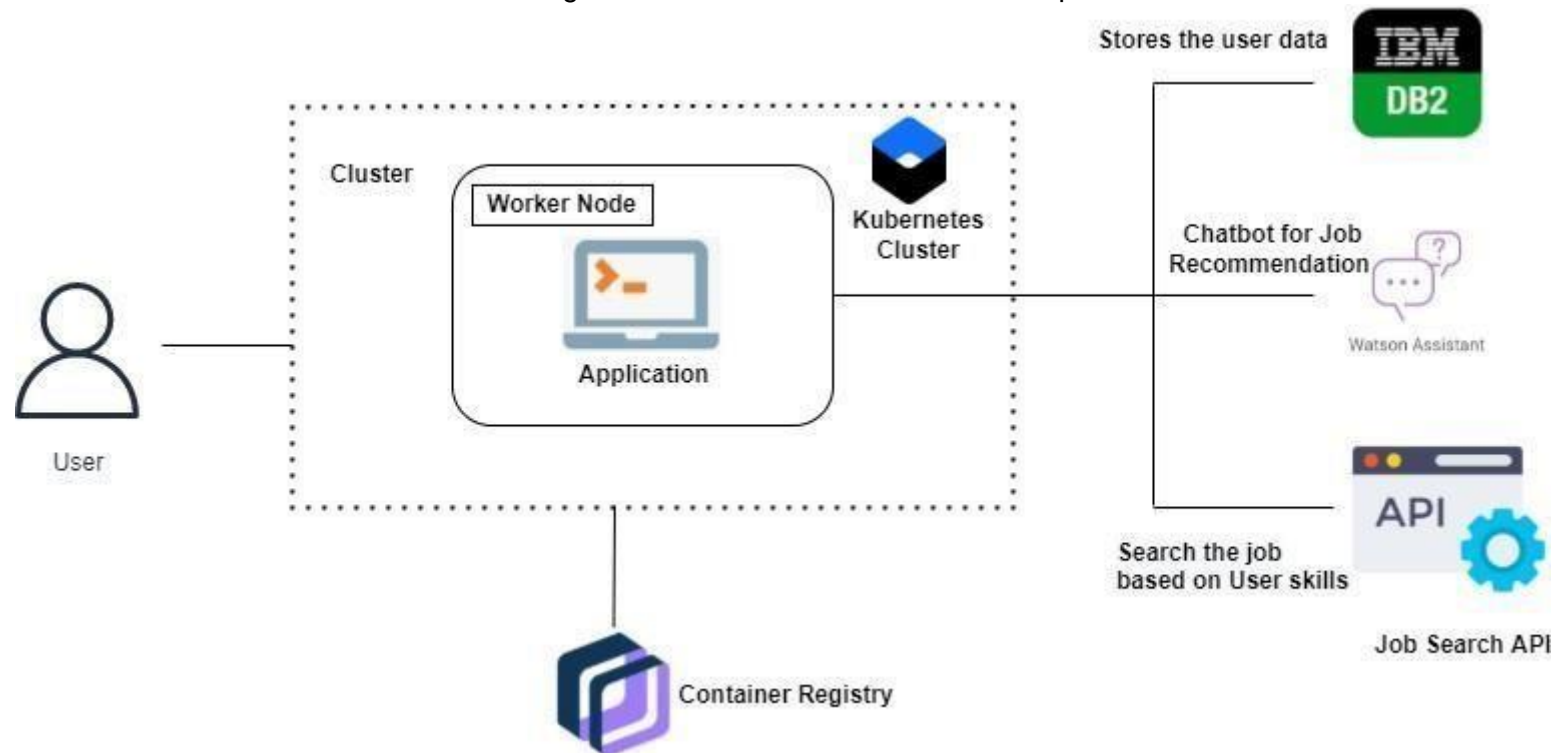 Stores the user data
IBM
DB2
Cluster
Worker Node
Kubernetes
Cluster
Application
Chatbot for Job
Recommendation
Watson Assistant
User
API
Search the job
based on User skills
Job Search API
Container Registry